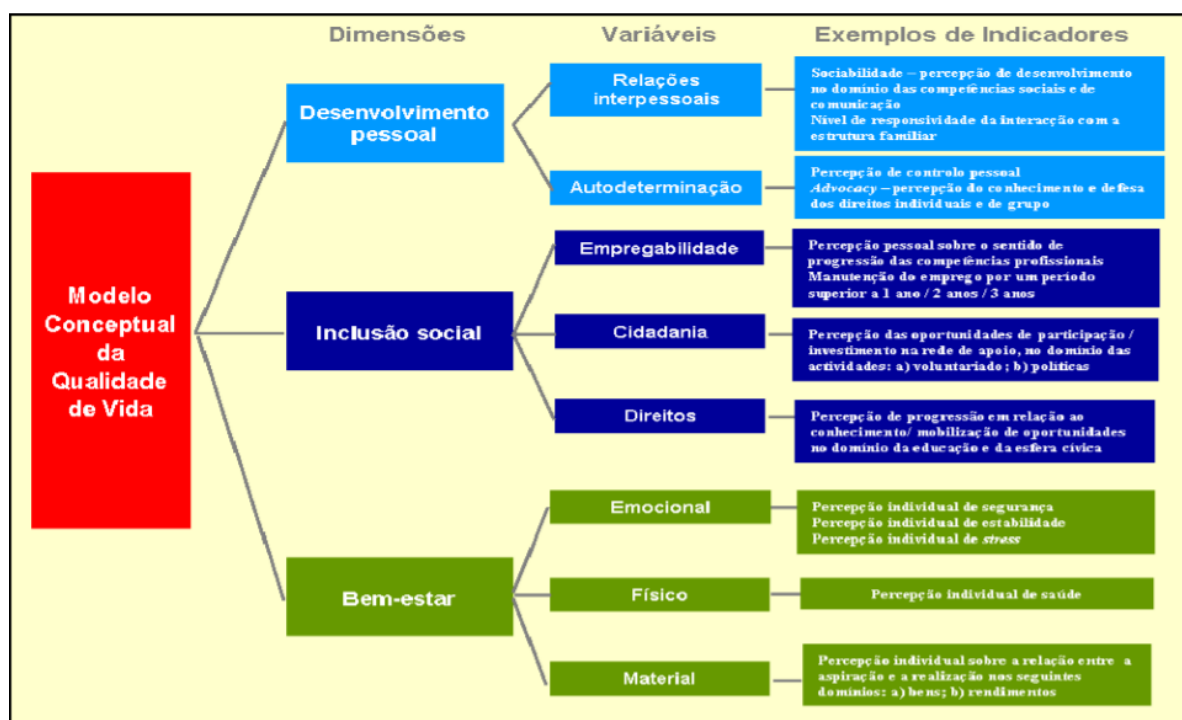 Dimensões
Variáveis
Exemplos de Indicadores
Modelo
Conceptual
da
Qualidade
de Vida
Desenvolvimento
pessoal
Relações
interpessoais
Sociabilidade – percepção de desenvolvimento
no domínio das competências sociais e de
comunicação
Nível de responsividade da interacção com a
estrutura familiar
Autodeterminação
Percepção de controlo pessoal
Advocacy – percepção do conhecimento e defesa
dos direitos individuais e de grupo
Inclusão social
Empregabilidade
Percepção pessoal sobre o sentido de
progressão das competências profissionais
Manutenção do emprego por um período
superior a 1 ano / 2 anos / 3 anos
Cidadania
Percepção das oportunidades de participação /
investimento na rede de apoio, no domínio das
actividades: a) voluntariado; b) políticas
Direitos
Percepção de progressão em relação ao
conhecimento/ mobilização de oportunidades
no domínio da educação e da esfera cívica
Bem-estar
Emocional
Percepção individual de segurança
Percepção individual de estabilidade
Percepção individual de stress
Físico
Percepção individual de saúde
Material
Percepção individual sobre a relação entre a
aspiração e a realização nos seguintes
domínios: a) bens; b) rendimentos